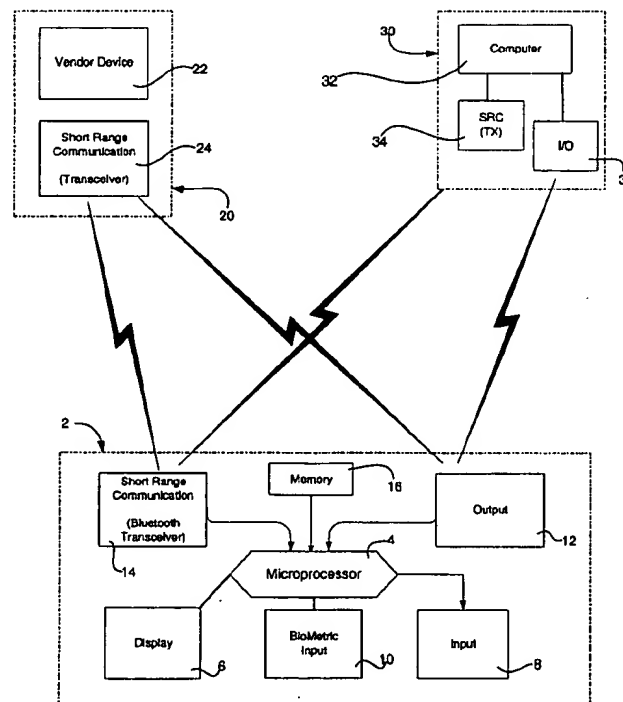 30
Vendor Device
22
Computer
32
Short Range
Communication
(Transceiver)
24
SRC
(TX)
34
I/O
3
20
2
Short Range
Communication
(Bluetooth
Transceiver)
14
Memory
16
Output
12
4
Microprocessor
Display
6
BioMetric
Input
10
Input
8